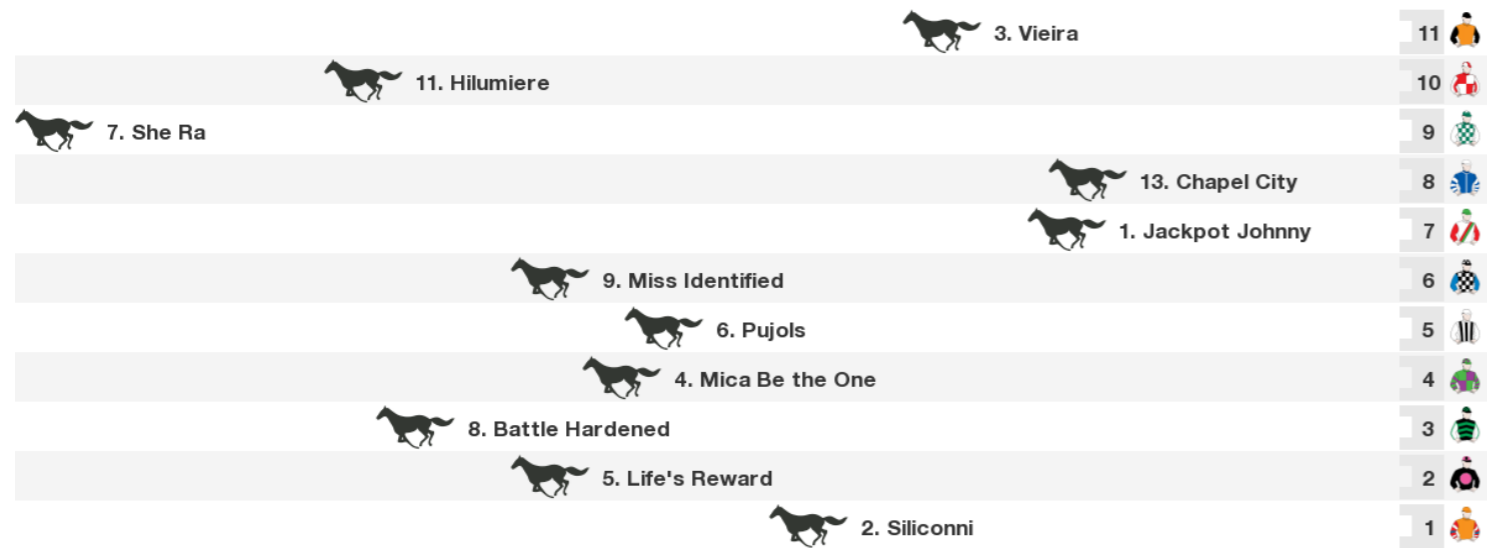 3. Vieira 11
11. Hilumiere 10
7. She Ra 9
13. Chapel City 8
1. Jackpot Johnny 7
9. Miss Identified 6
6. Pujols 5
4. Mica Be the One 4
8. Battle Hardened 3
5. Life's Reward 2
2. Siliconni 1